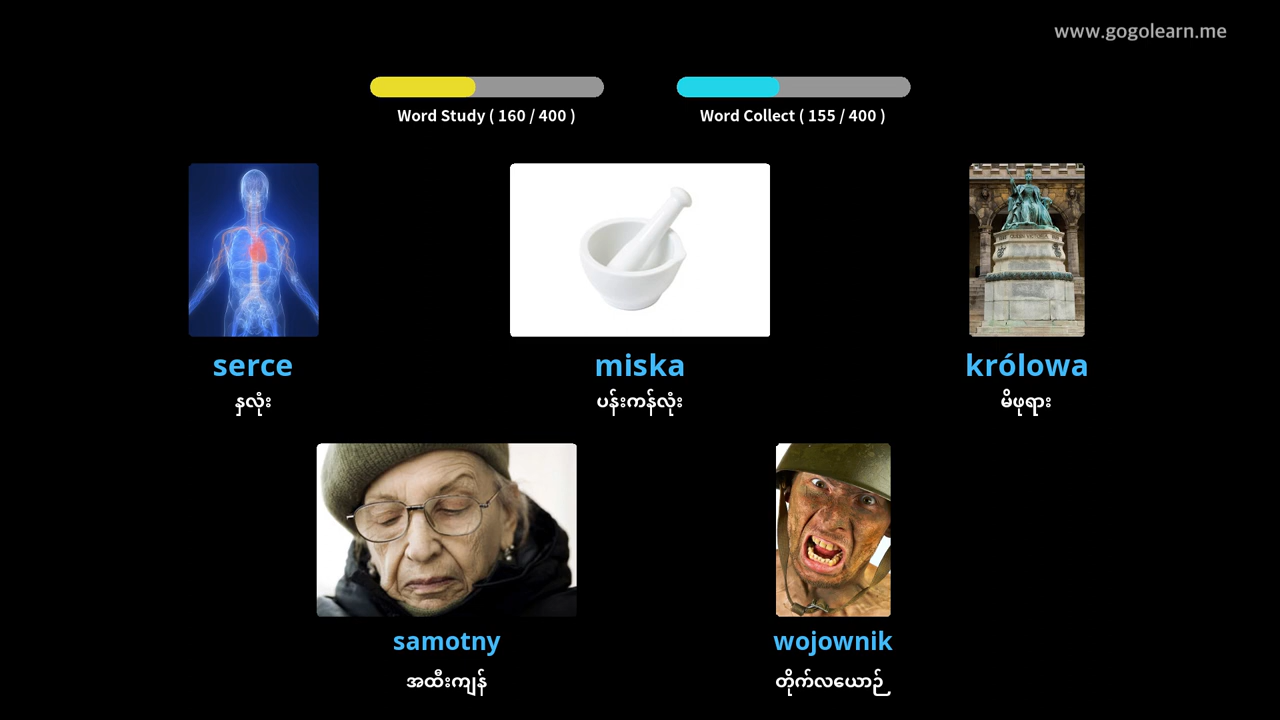 www.gogolearn.me
Word Study ( 160 / 400 )
Word Collect ( 155 / 400 )
serce
နှလုံး
miska
ပန်းကန်လုံး
królowa
မိဖုရား
samotny
အထီးကျန်
wojownik
တိုက်လယောဉ်